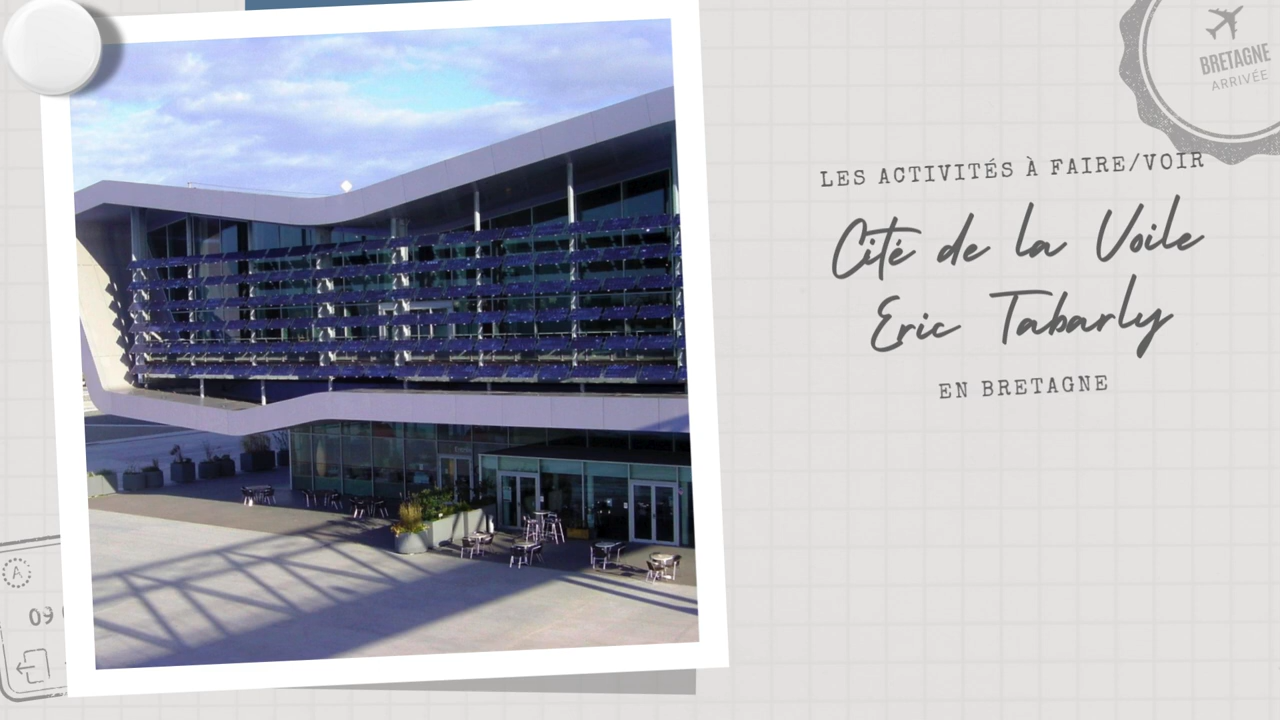 BRETAGNE
ARRIVÉE
LES ACTIVITÉS À FAIRE/VOIR
Cité de la Voile
Eric Tabarly
EN BRETAGNE
A
09